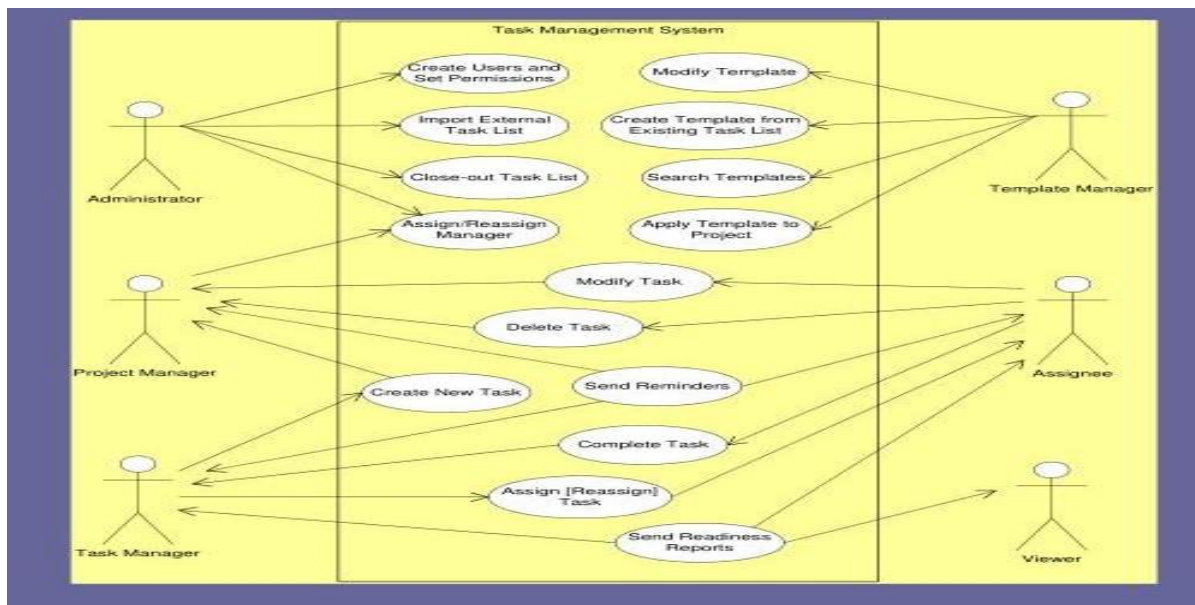 Task Management System
Create Users and
Set Permissions
Modify Template
Import External
Task List
Create Template from
Existing Task List
Administrator
Template Manager
Close-out Task List
Search Templates
Assign/Reassign
Manager
Apply Template to
Project
Modify Task
Delete Task
Project Manager
Assignee
Create New Task
Send Reminders
Complete Task
Assign [Reassign]
Task
Send Readiness
Reports
Task Manager
Viewer